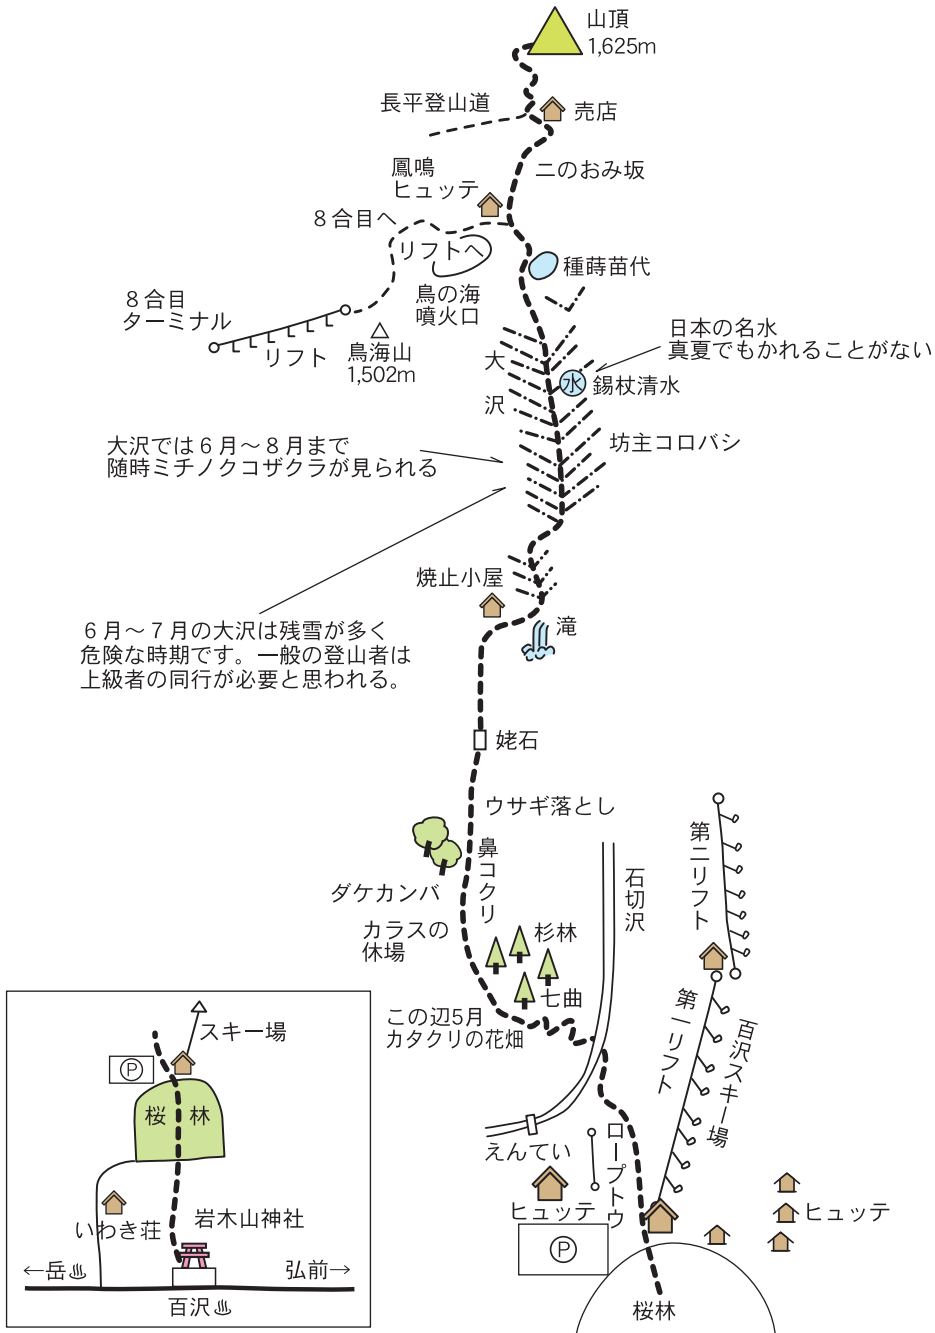 山頂
1,625m
長平登山道
売店
二のおみ坂
鳳鳴
ヒュッテ
8合目へ
リフトへ
種蒔苗代
鳥の海
噴火口
8合目
ターミナル
リフト
鳥海山
1,502m
大沢
日本の名水
真夏でもかれることがない
水
錫杖清水
坊主コロバシ
大沢では6月～8月まで
随時ミチノクコザクラが見られる
焼止小屋
滝
6月～7月の大沢は残雪が多く
危険な時期です。一般の登山者は
上級者の同行が必要と思われる。
姥石
ウサギ落とし
鼻コクリ
ダケカンバ
カラスの
休場
杉林
七曲
この辺5月
カタクリの花畑
石切沢
第二リフト
第一リフト
百沢スキー場
えんてい
ロープトウ
ヒュッテ
P
ヒュッテ
桜林
スキー場
P
桜林
いわき荘
岩木山神社
←岳♨
弘前→
百沢♨